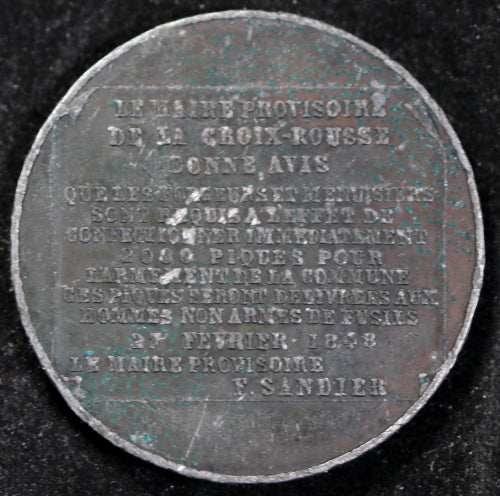 LE MAIRE PROVISOIRE
DE LA CROIX-ROUSSE
DONNE AVIS
QUE LES FORGEURS ET MENUISIERS
SONT REQUIS A L'EFFET DE
CONFECTIONNER IMMEDIATEMENT
2000 PIQUES POUR
L'ARMEMENT DE LA COMMUNE
CES PIQUES SERONT DELIVREES AUX
HOMMES NON ARMES DE FUSILS
27 FEVRIER 1848
LE MAIRE PROVISOIRE
F. SANDIER